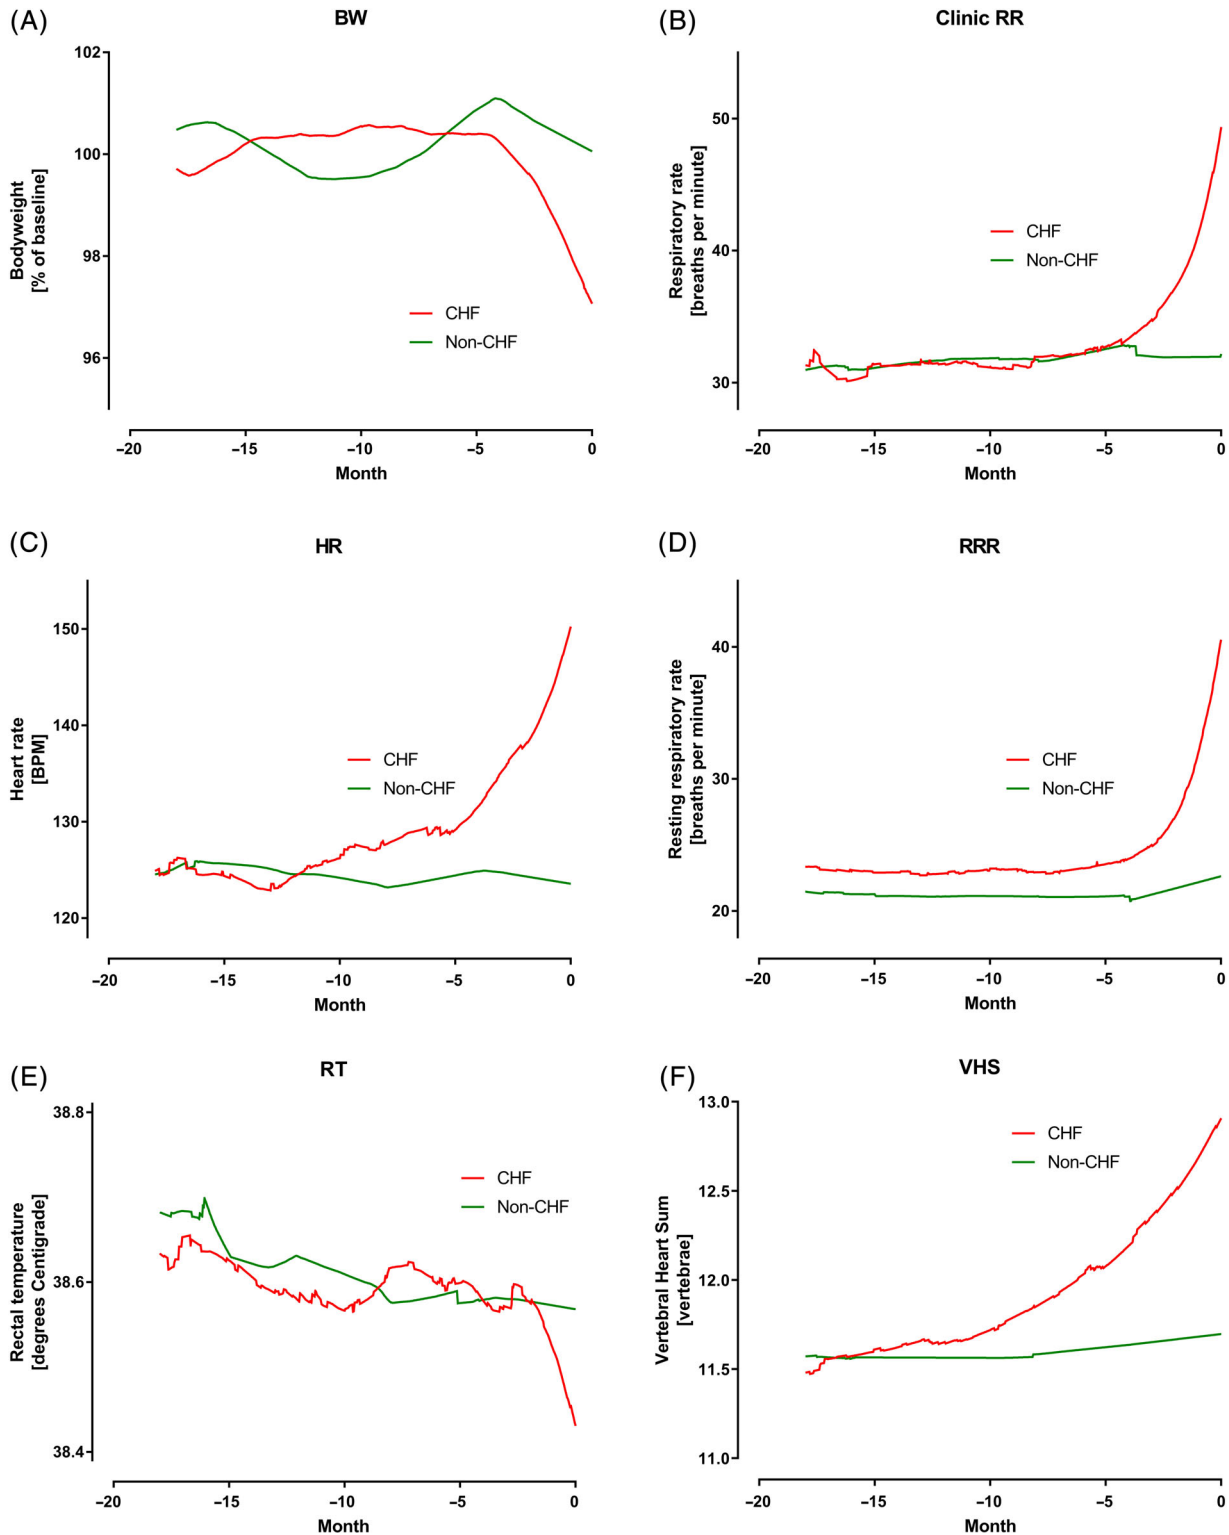 (A)
BW
102
100
98
96
Bodyweight
[% of baseline]
CHF
Non-CHF
−20
−15
−10
−5
0
Month
(B)
Clinic RR
50
40
30
Respiratory rate
[breaths per minute]
CHF
Non-CHF
−20
−15
−10
−5
0
Month
(C)
HR
150
140
130
120
Heart rate
[BPM]
CHF
Non-CHF
−20
−15
−10
−5
0
Month
(D)
RRR
40
30
20
Resting respiratory rate
[breaths per minute]
CHF
Non-CHF
−20
−15
−10
−5
0
Month
(E)
RT
38.8
38.6
38.4
Rectal temperature
[degrees Centigrade]
CHF
Non-CHF
−20
−15
−10
−5
0
Month
(F)
VHS
13.0
12.5
12.0
11.5
11.0
Vertebral Heart Sum
[vertebrae]
CHF
Non-CHF
−20
−15
−10
−5
0
Month